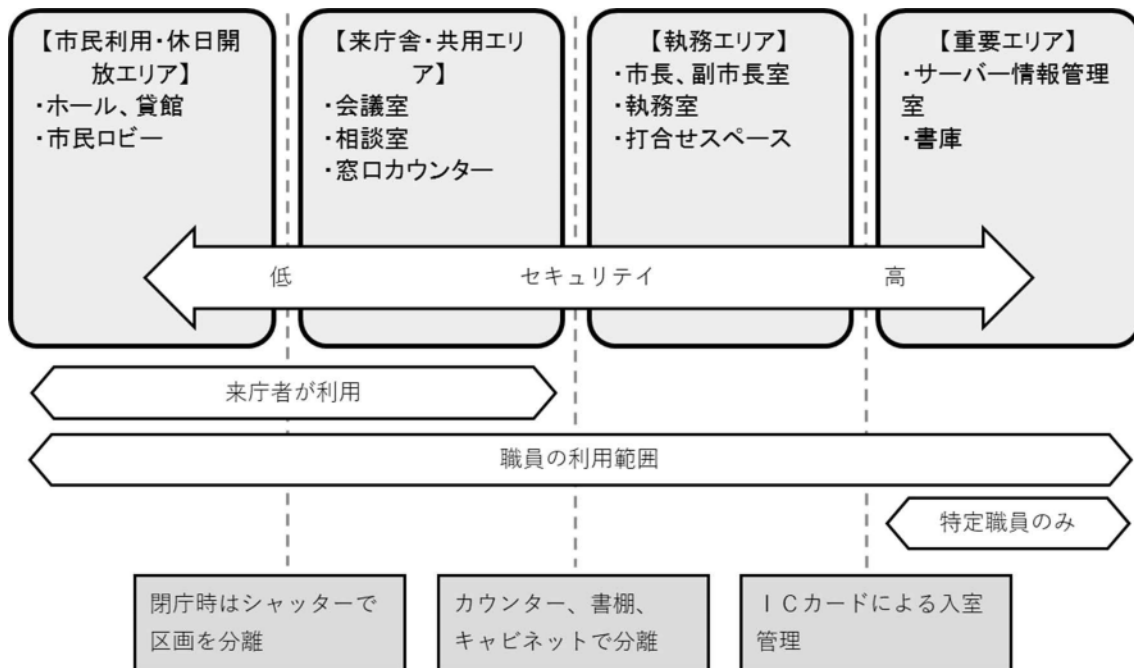 【市民利用・休日開
放エリア】
・ホール、貸館
・市民ロビー
【来庁舎・共用エリ
ア】
・会議室
・相談室
・窓口カウンター
【執務エリア】
・市長、副市長室
・執務室
・打合せスペース
【重要エリア】
・サーバー情報管理
室
・書庫
低 セキュリテイ 高
来庁者が利用
職員の利用範囲
特定職員のみ
閉庁時はシャッターで
区画を分離
カウンター、書棚、
キャビネットで分離
ＩＣカードによる入室
管理